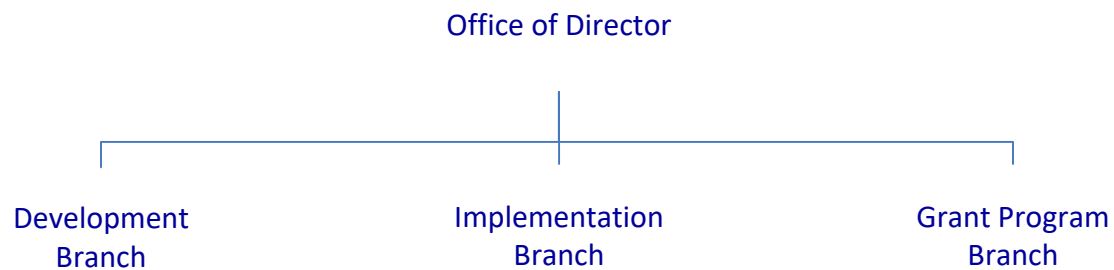 Office of Director
Development
Branch
Implementation
Branch
Grant Program
Branch